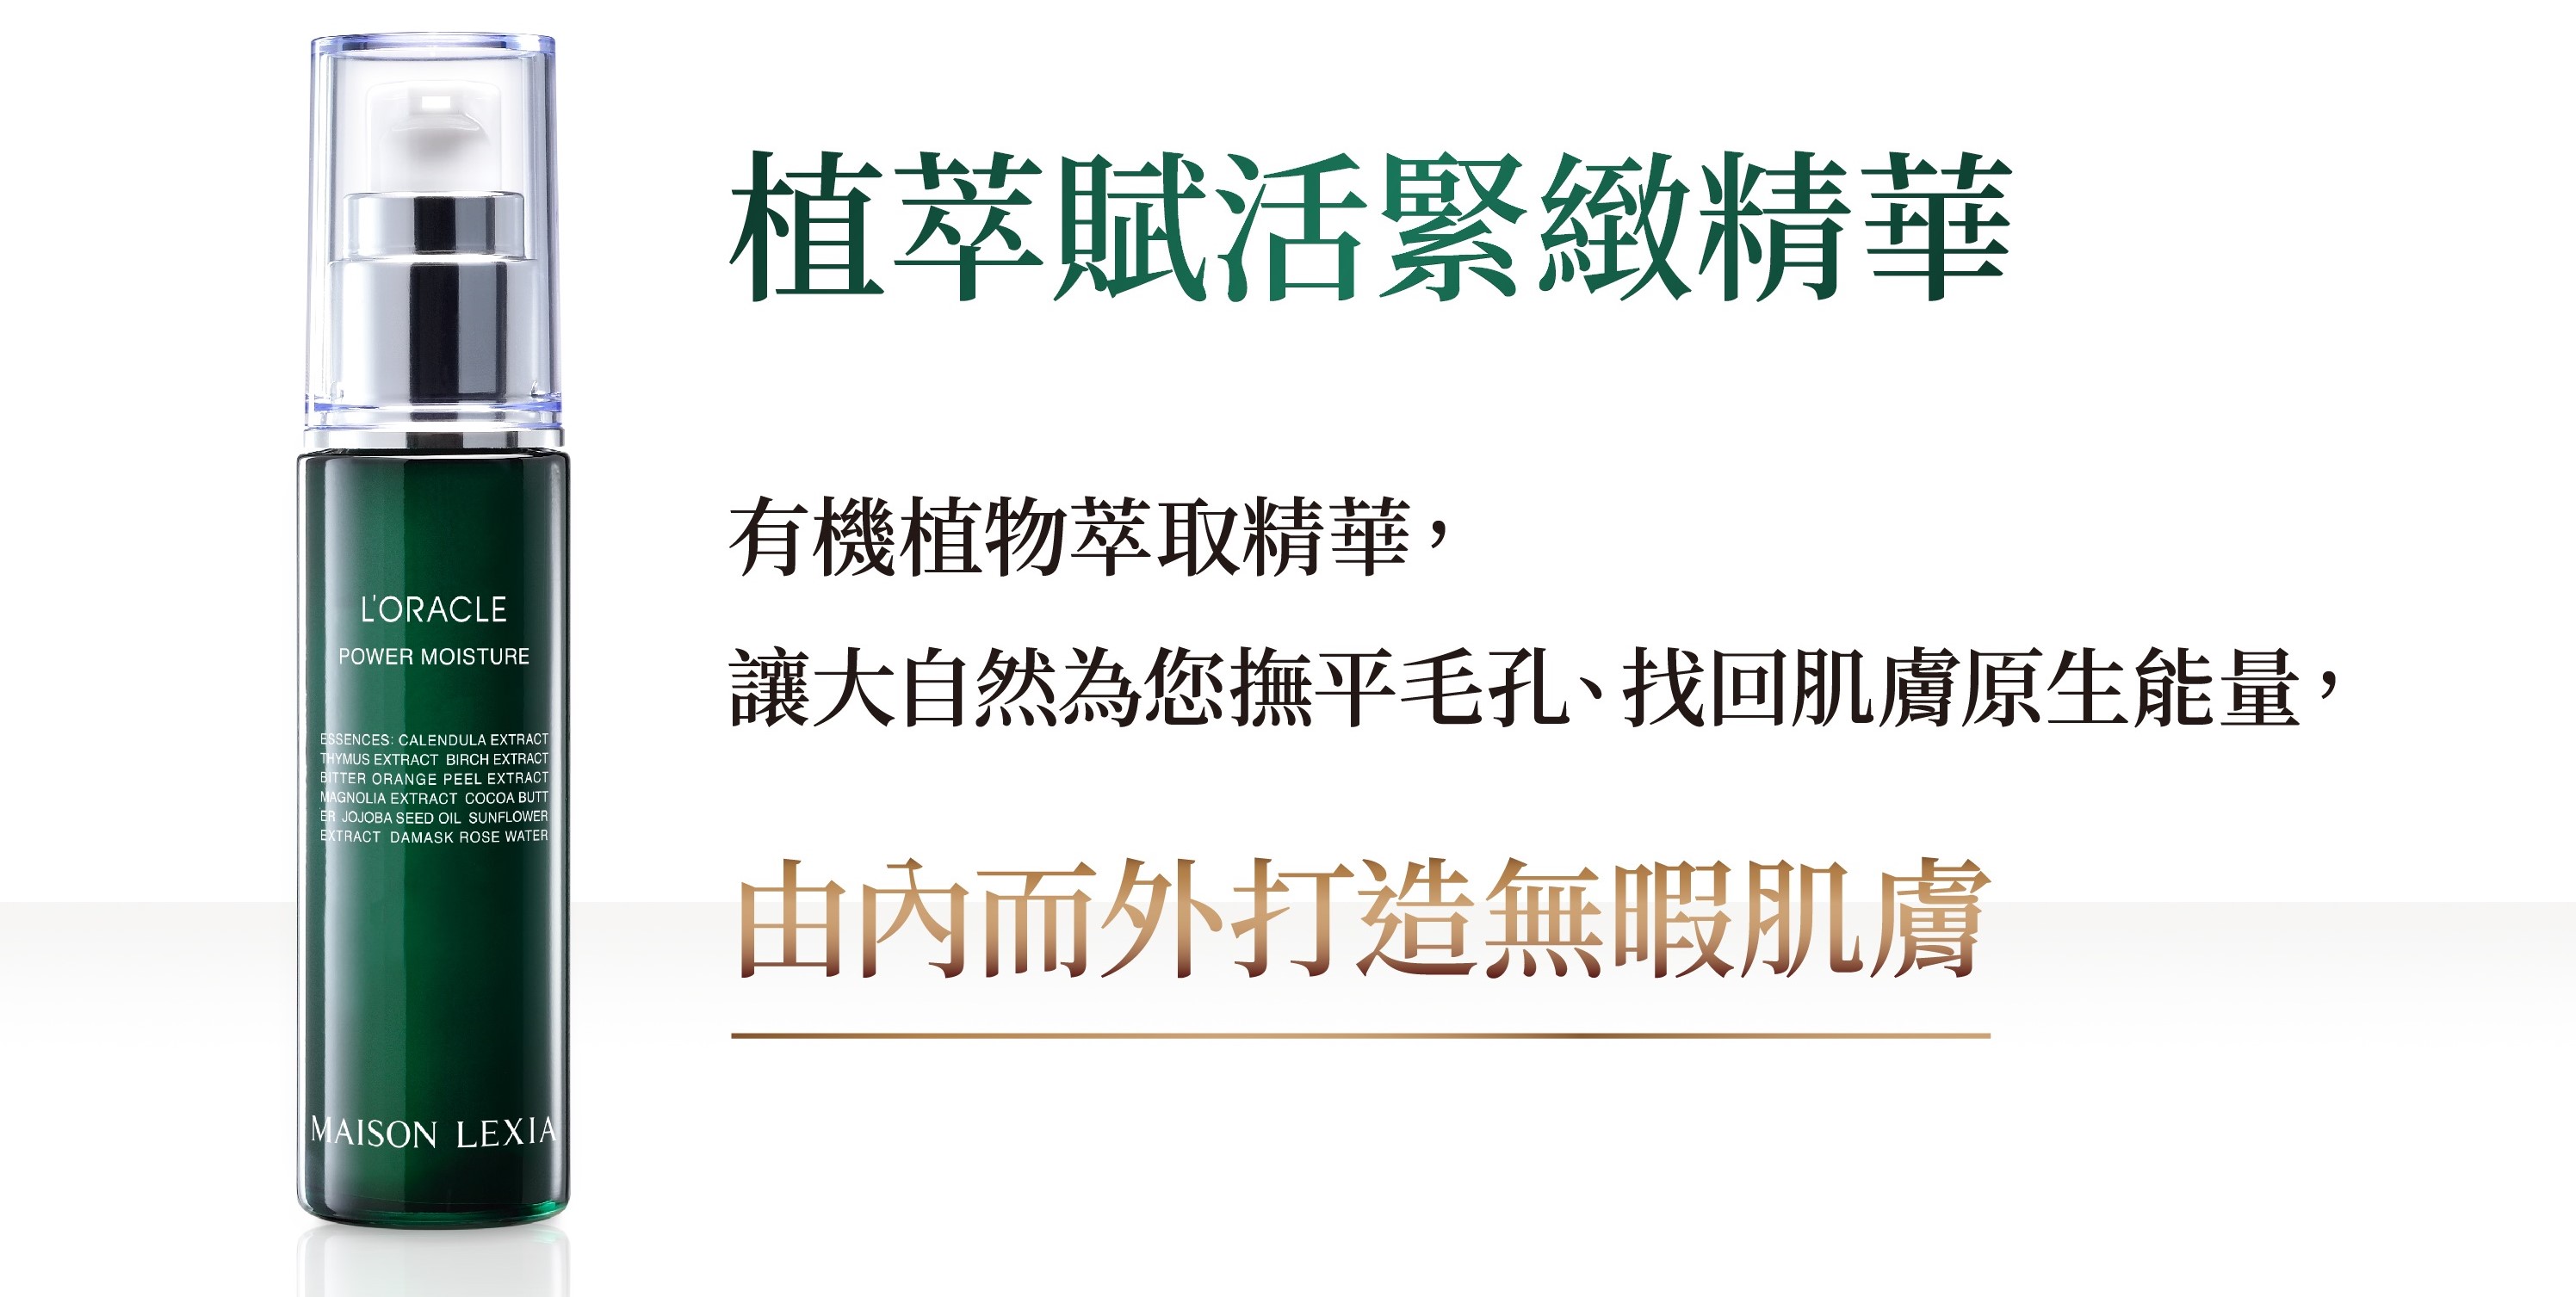 植萃賦活緊緻精華
有機植物萃取精華，
讓大自然為您撫平毛孔、找回肌膚原生能量，
由內而外打造無暇肌膚
L'ORACLE
POWER MOISTURE
ESSENCES: CALENDULA EXTRACT
THYMUS EXTRACT BIRCH EXTRACT
BITTER ORANGE PEEL EXTRACT
MAGNOLIA EXTRACT COCOA BUTT
ER JOJOBA SEED OIL SUNFLOWER
EXTRACT DAMASK ROSE WATER
MAISON LEXIA